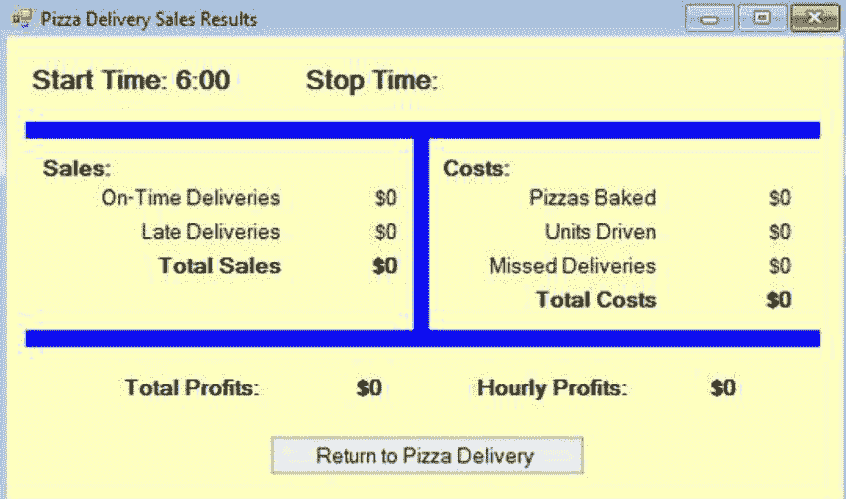 Pizza Delivery Sales Results
Start Time: 6:00 Stop Time:
Sales:
On-Time Deliveries $0
Late Deliveries $0
Total Sales $0
Costs:
Pizzas Baked $0
Units Driven $0
Missed Deliveries $0
Total Costs $0
Total Profits: $0 Hourly Profits: $0
Return to Pizza Delivery